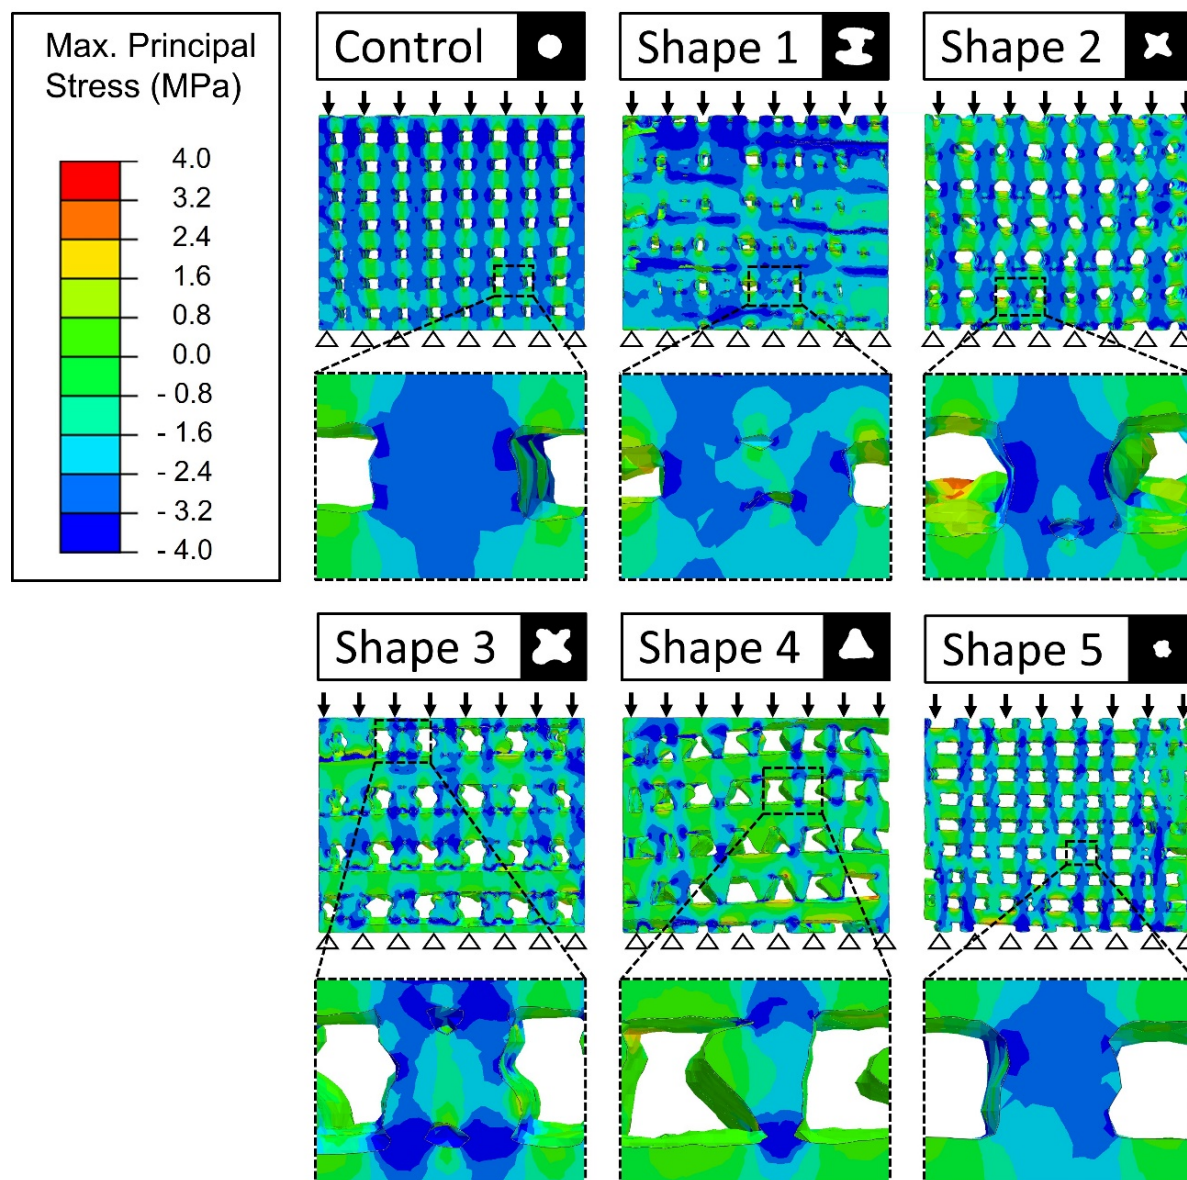 Max. Principal
Stress (MPa)
4.0
3.2
2.4
1.6
0.8
0.0
- 0.8
- 1.6
- 2.4
- 3.2
- 4.0
Control
Shape 1
Shape 2
Shape 3
Shape 4
Shape 5